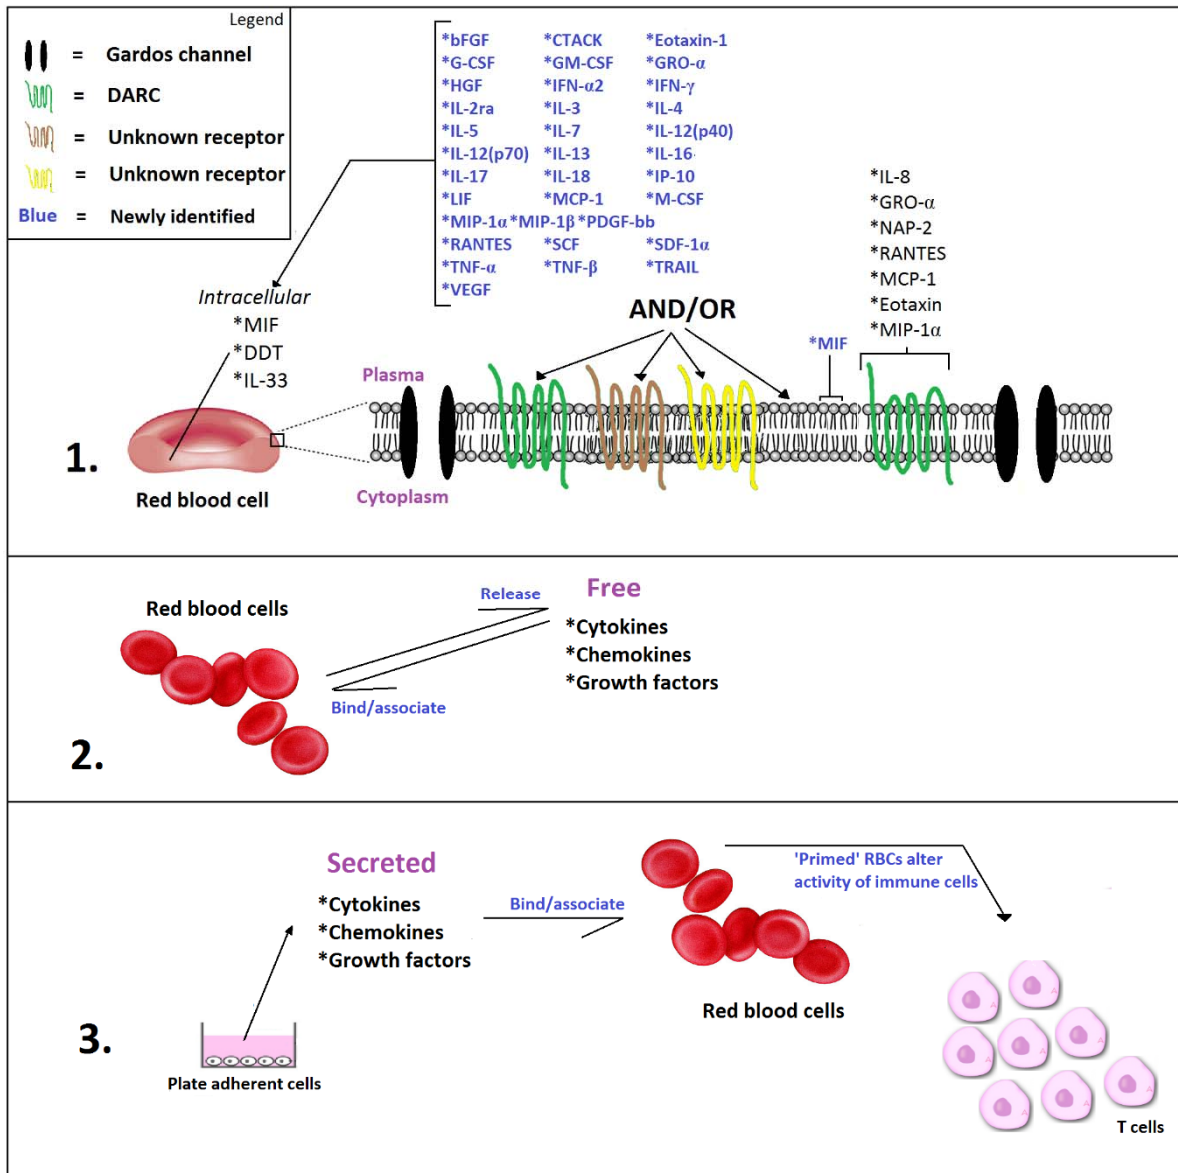 Legend
= Gardos channel
= DARC
= Unknown receptor
= Unknown receptor
Blue = Newly identified
*bFGF *CTACK *Eotaxin-1
*G-CSF *GM-CSF *GRO-α
*HGF *IFN-α2 *IFN-γ
*IL-2ra *IL-3 *IL-4
*IL-5 *IL-7 *IL-12(p40)
*IL-12(p70) *IL-13 *IL-16
*IL-17 *IL-18 *IP-10
*LIF *MCP-1 *M-CSF
*MIP-1α *MIP-1β *PDGF-bb
*RANTES *SCF *SDF-1α
*TNF-α *TNF-β *TRAIL
*VEGF
AND/OR
*MIF
*IL-8
*GRO-α
*NAP-2
*RANTES
*MCP-1
*Eotaxin
*MIP-1α
Intracellular
*MIF
*DDT
*IL-33
Plasma
Cytoplasm
1.
Red blood cell
Red blood cells
Release
Bind/associate
Free
*Cytokines
*Chemokines
*Growth factors
2.
Secreted
*Cytokines
*Chemokines
*Growth factors
Bind/associate
'Primed' RBCs alter
activity of immune cells
Red blood cells
3.
Plate adherent cells
T cells